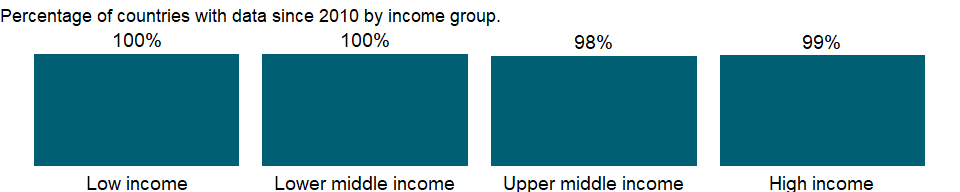 Percentage of countries with data since 2010 by income group.
100% 100% 98% 99%
Low income Lower middle income Upper middle income High income